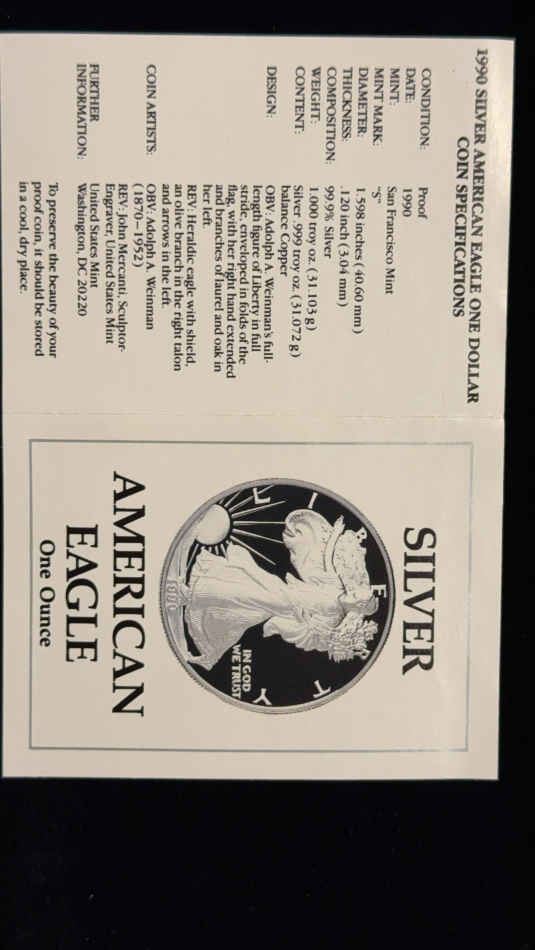 1990 SILVER AMERICAN EAGLE ONE DOLLAR
COIN SPECIFICATIONS
CONDITION: Proof
DATE: 1990
MINT: San Francisco Mint
MINT MARK: "S"
DIAMETER: 1.598 inches (40.60 mm)
THICKNESS: .120 inch (3.04 mm)
COMPOSITION: 99.9% Silver
WEIGHT: 1.000 troy oz. (31.103 g)
CONTENT: Silver .999 troy oz. (31.072 g)
balance Copper
DESIGN: OBV: Adolph A. Weinman's full-
length figure of Liberty in full
stride, enveloped in folds of the
flag, with her right hand extended
and branches of laurel and oak in
her left.
REV: Heraldic eagle with shield,
an olive branch in the right talon
and arrows in the left.
COIN ARTISTS: OBV: Adolph A. Weinman
(1870–1952)
REV: John Mercanti, Sculptor-
Engraver, United States Mint
FURTHER United States Mint
INFORMATION: Washington, DC 20220
To preserve the beauty of your
proof coin, it should be stored
in a cool, dry place.
SILVER
LIBERTY
IN GOD
WE TRUST
AMERICAN
EAGLE
One Ounce